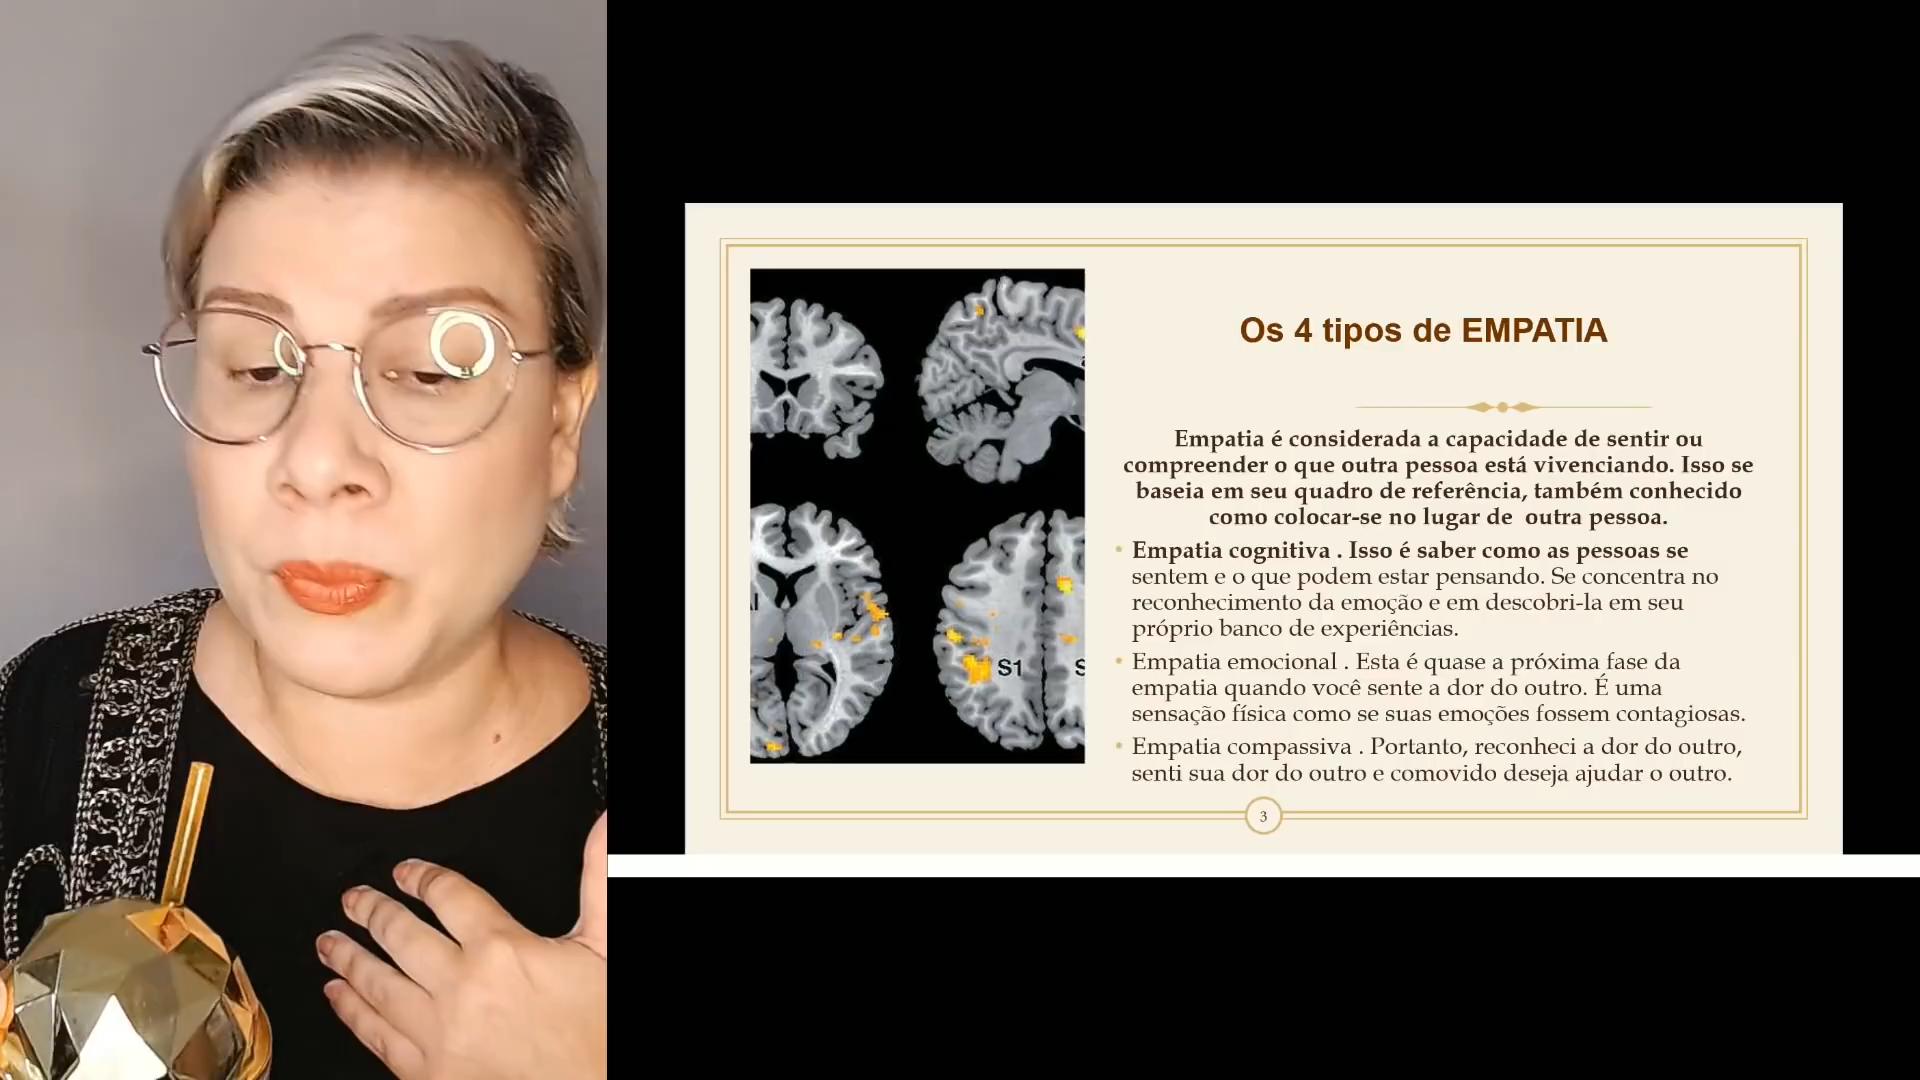 Os 4 tipos de EMPATIA
Empatia é considerada a capacidade de sentir ou
compreender o que outra pessoa está vivenciando. Isso se
baseia em seu quadro de referência, também conhecido
como colocar-se no lugar de outra pessoa.
Empatia cognitiva . Isso é saber como as pessoas se
sentem e o que podem estar pensando. Se concentra no
reconhecimento da emoção e em descobri-la em seu
próprio banco de experiências.
Empatia emocional . Esta é quase a próxima fase da
empatia quando você sente a dor do outro. É uma
sensação física como se suas emoções fossem contagiosas.
Empatia compassiva . Portanto, reconheci a dor do outro,
senti sua dor do outro e comovido deseja ajudar o outro.
S1
3